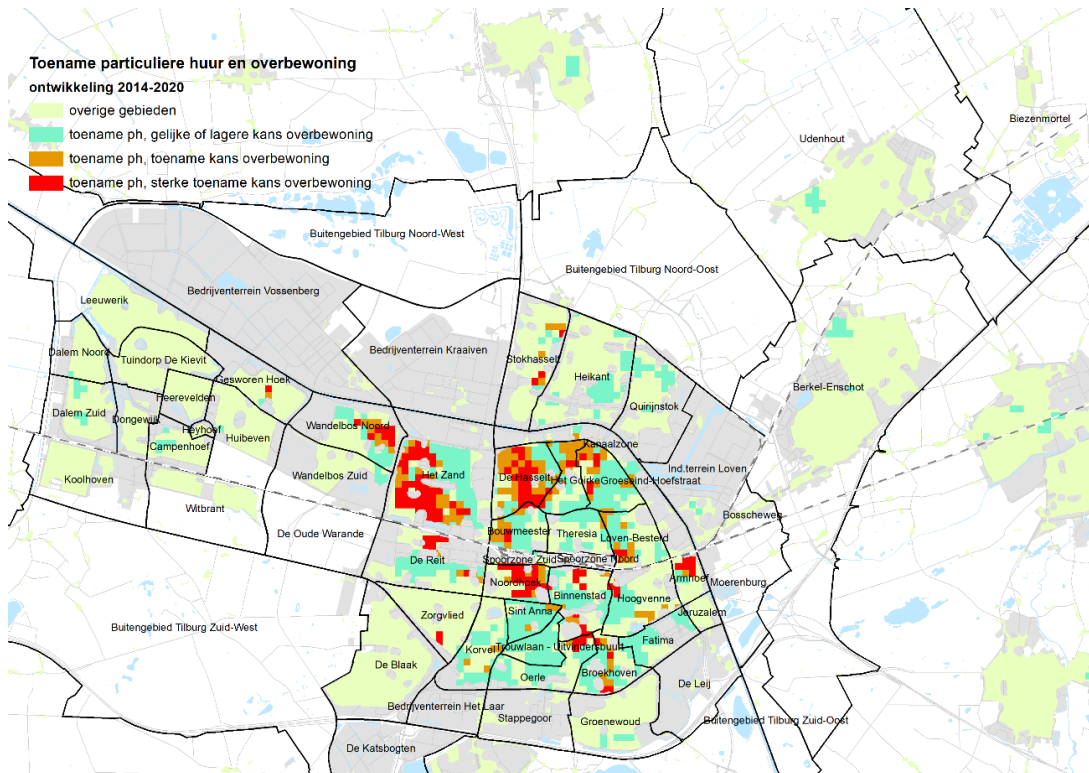 Toename particuliere huur en overbewoning
ontwikkeling 2014-2020
overige gebieden
toename ph, gelijke of lagere kans overbewoning
toename ph, toename kans overbewoning
toename ph, sterke toename kans overbewoning
Biezenmortel
Udenhout
Buitengebied Tilburg Noord-West
Buitengebied Tilburg Noord-Oost
Bedrijventerrein Vossenberg
Leeuwerik
Bedrijventerrein Kraaiven
Dalem Noord
Tuindorp De Kievit
Stokhasselt
Heikant
Gesworen Hoek
Berkel-Enschot
Heerevelden
Quirijnstok
Dalem Zuid
Dongewijk
Heyhoef
Huibeven
Wandelbos Noord
Campenhoef
Kanaalzone
Koolhoven
Wandelbos Zuid
Het Zand
De Hasselt
Het Goirke
Groeseind-Hoefstraat
Ind.terrein Loven
Witbrant
Bosscheweg
De Oude Warande
Bouwmeester
Theresia
Loven-Besterd
De Reit
Spoorzone Zuid
Spoorzone Noord
Noordhoek
Armhoef
Moerenburg
Binnenstad
Hoogvenne
Zorgvlied
Sint Anna
Jeruzalem
Buitengebied Tilburg Zuid-West
Korvel
Trouwlaan - Uitvindersbuurt
Fatima
De Blaak
Oerle
Broekhoven
De Leij
Bedrijventerrein Het Laar
Stappegoor
Groenewoud
Buitengebied Tilburg Zuid-Oost
De Katsbogten